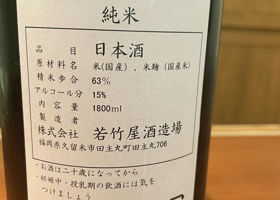 純米
品目 日本酒
原材料名 米(国産)、米麹(国産米)
精米歩合 63%
アルコール分 15%
内容量 1800ml
製造者
株式会社 若竹屋酒造場
福岡県久留米市田主丸町田主丸706
・お酒は二十歳になってから
・妊娠中・授乳期の飲酒には気を
つけましょう